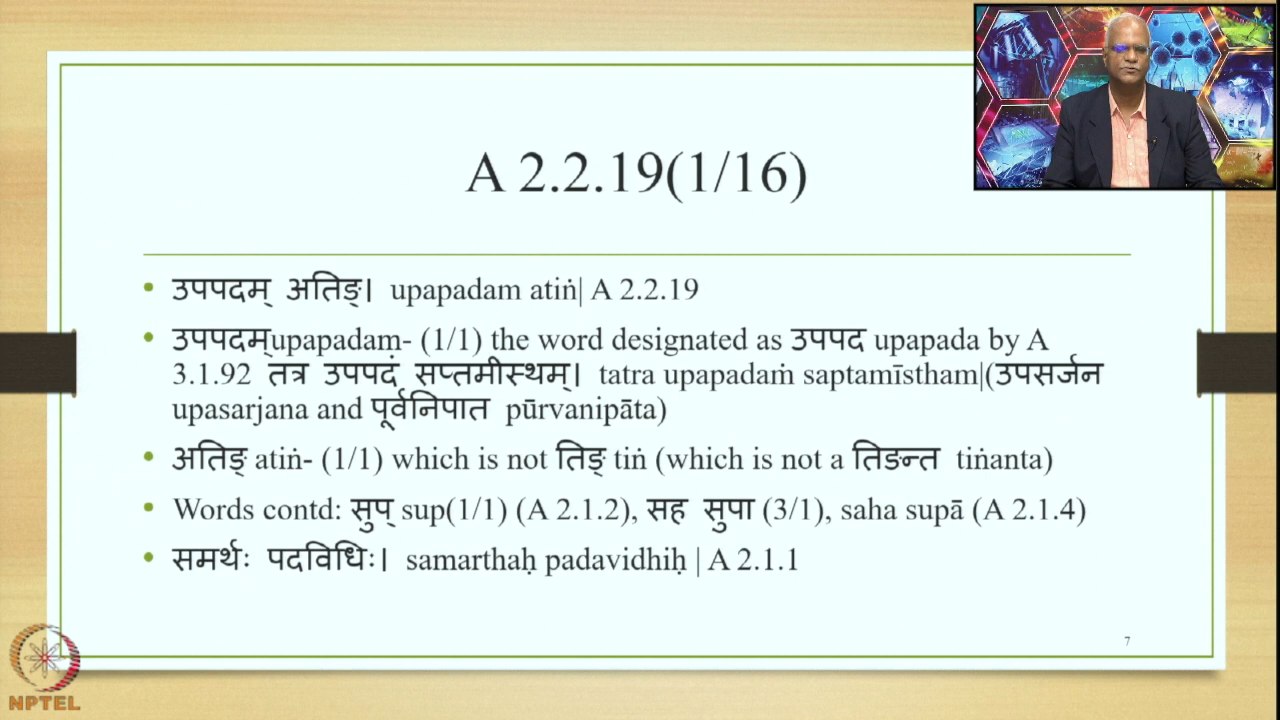 A 2.2.19(1/16)
• उपपदम् अतिङ्। upapadam atiṅ| A 2.2.19
• उपपदम्upapadam- (1/1) the word designated as उपपद upapada by A
3.1.92 तत्र उपपदं सप्तमीस्थम्। tatra upapadaṁ saptamīstham|(उपसर्जन
upasarjana and पूर्वनिपात pūrvanipāta)
• अतिङ् atiṅ- (1/1) which is not तिङ् tiṅ (which is not a तिङन्त tiṅanta)
• Words contd: सुप् sup(1/1) (A 2.1.2), सह सुपा (3/1), saha supā (A 2.1.4)
• समर्थः पदविधिः। samarthaḥ padavidhiḥ | A 2.1.1
7
NPTEL